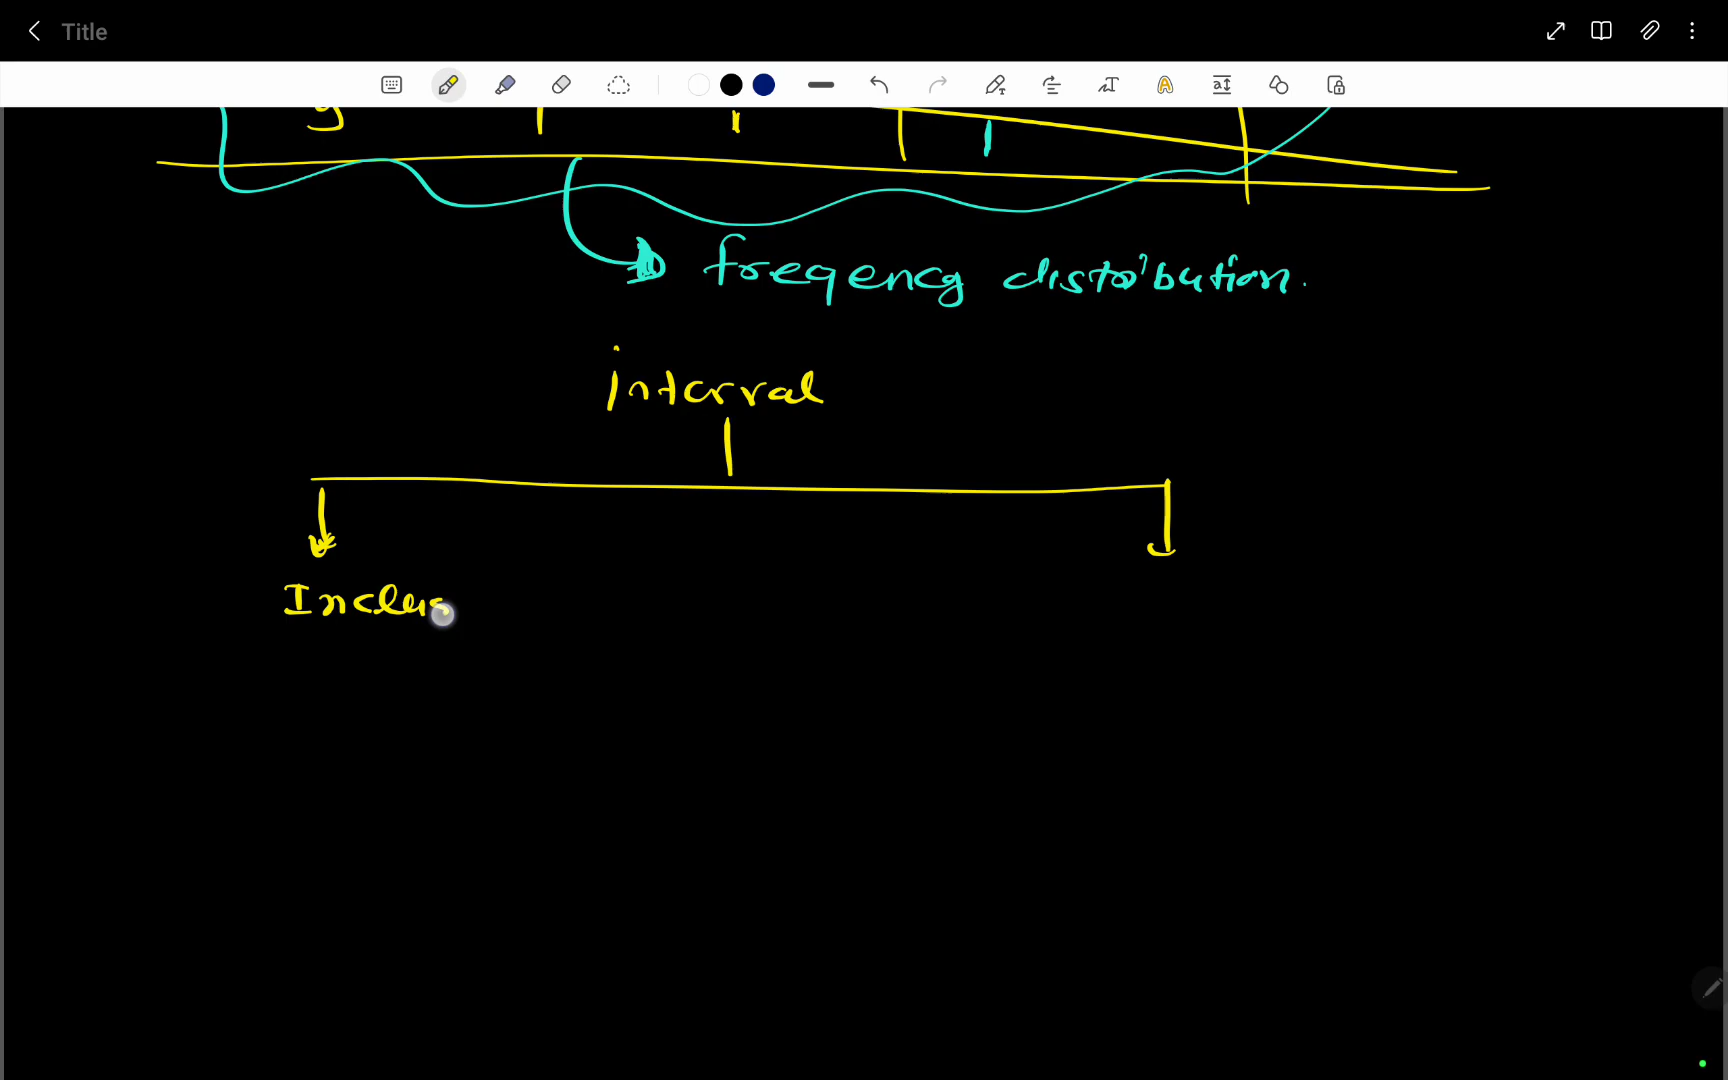 Title
freqency distribution.
interval
Inclus